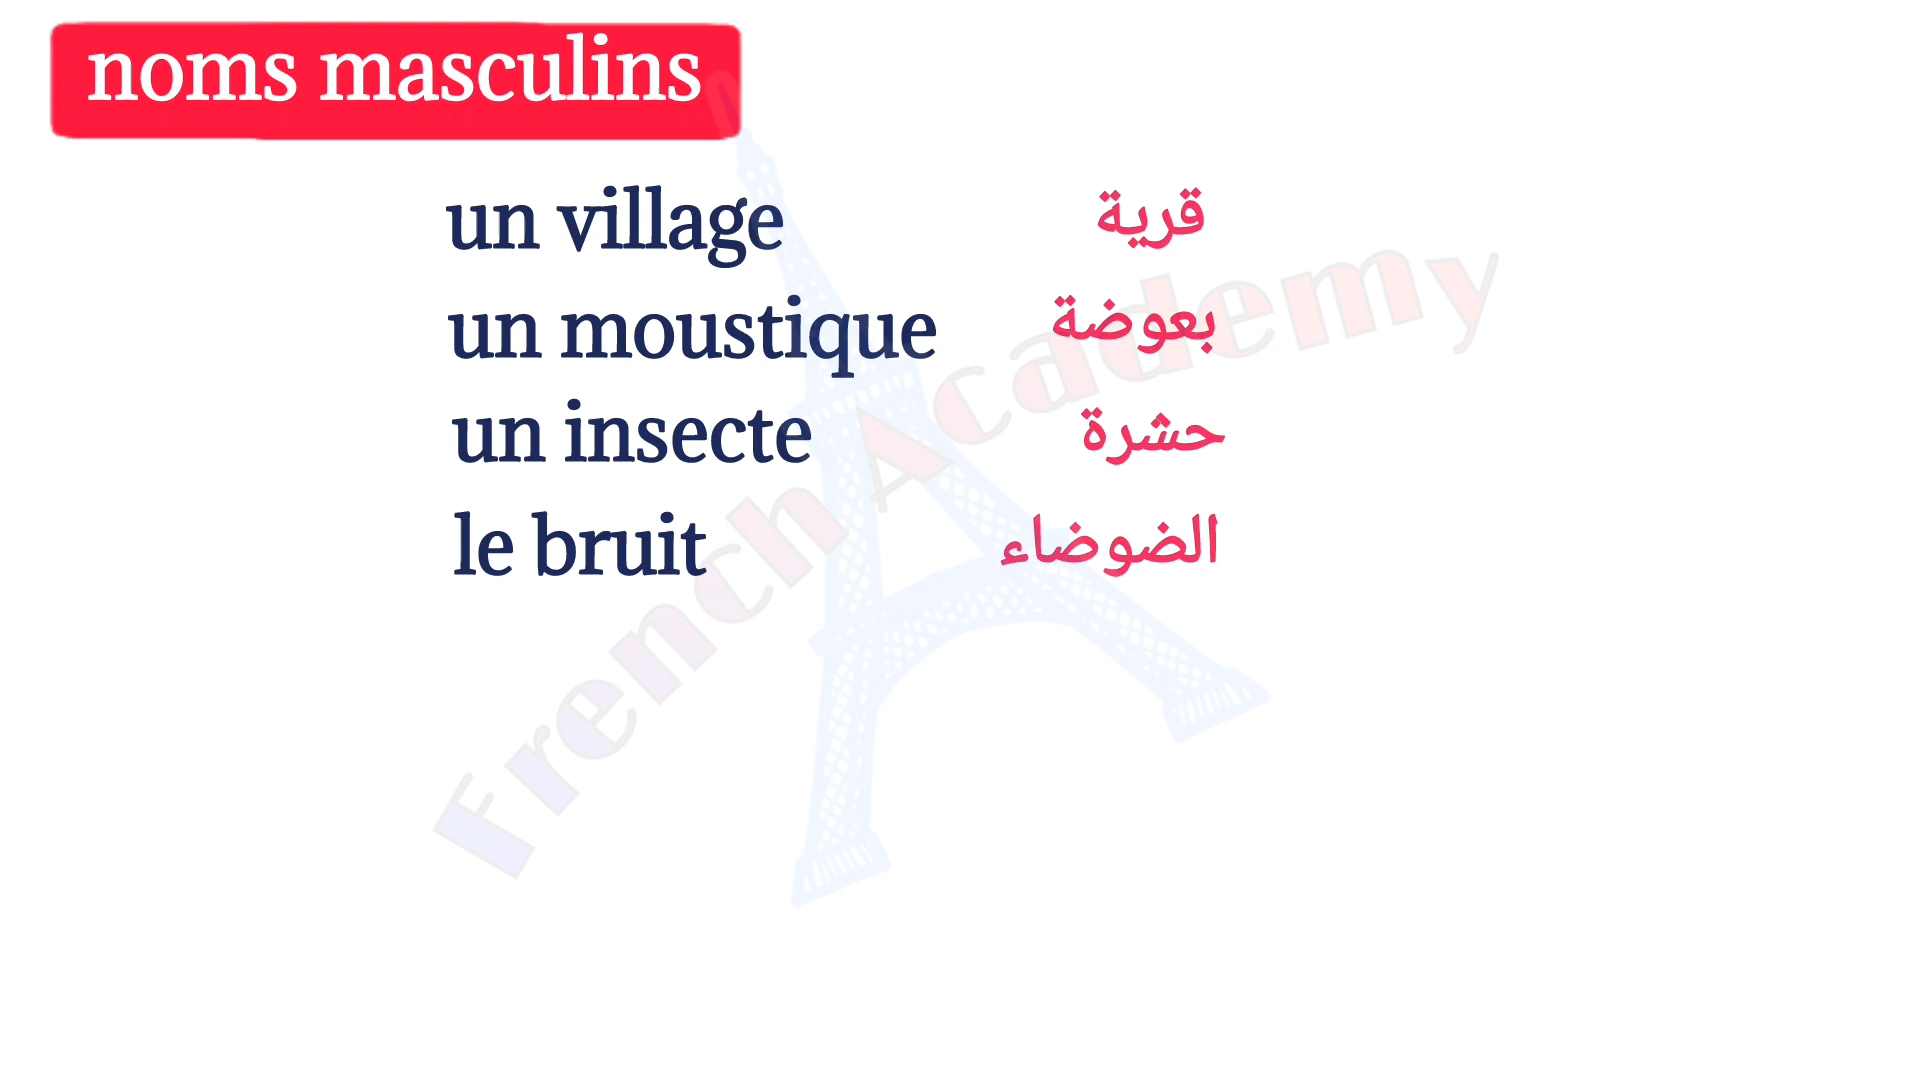 noms masculins
un village قرية
un moustique بعوضة
un insecte حشرة
le bruit الضوضاء
French Academy